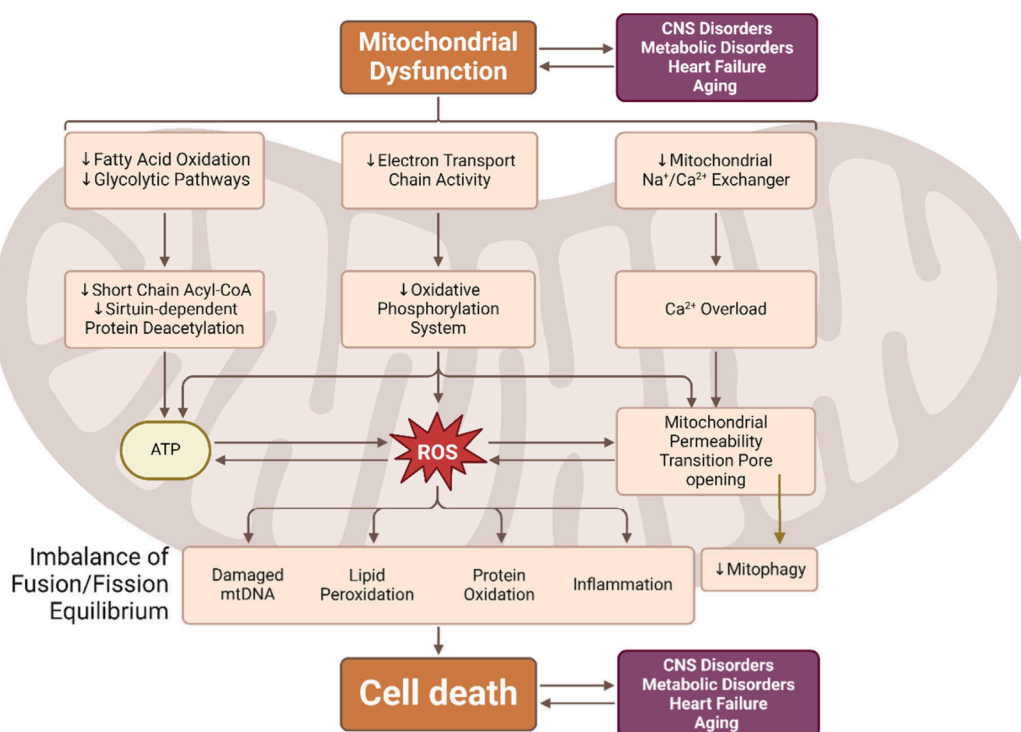 Mitochondrial
Dysfunction
CNS Disorders
Metabolic Disorders
Heart Failure
Aging
↓Fatty Acid Oxidation
↓Glycolytic Pathways
↓Electron Transport
Chain Activity
↓Mitochondrial
Na⁺/Ca²⁺ Exchanger
↓Short Chain Acyl-CoA
↓Sirtuin-dependent
Protein Deacetylation
↓Oxidative
Phosphorylation
System
Ca²⁺ Overload
ATP
ROS
Mitochondrial
Permeability
Transition Pore
opening
Imbalance of
Fusion/Fission
Equilibrium
Damaged
mtDNA
Lipid
Peroxidation
Protein
Oxidation
Inflammation
↓Mitophagy
Cell death
CNS Disorders
Metabolic Disorders
Heart Failure
Aging